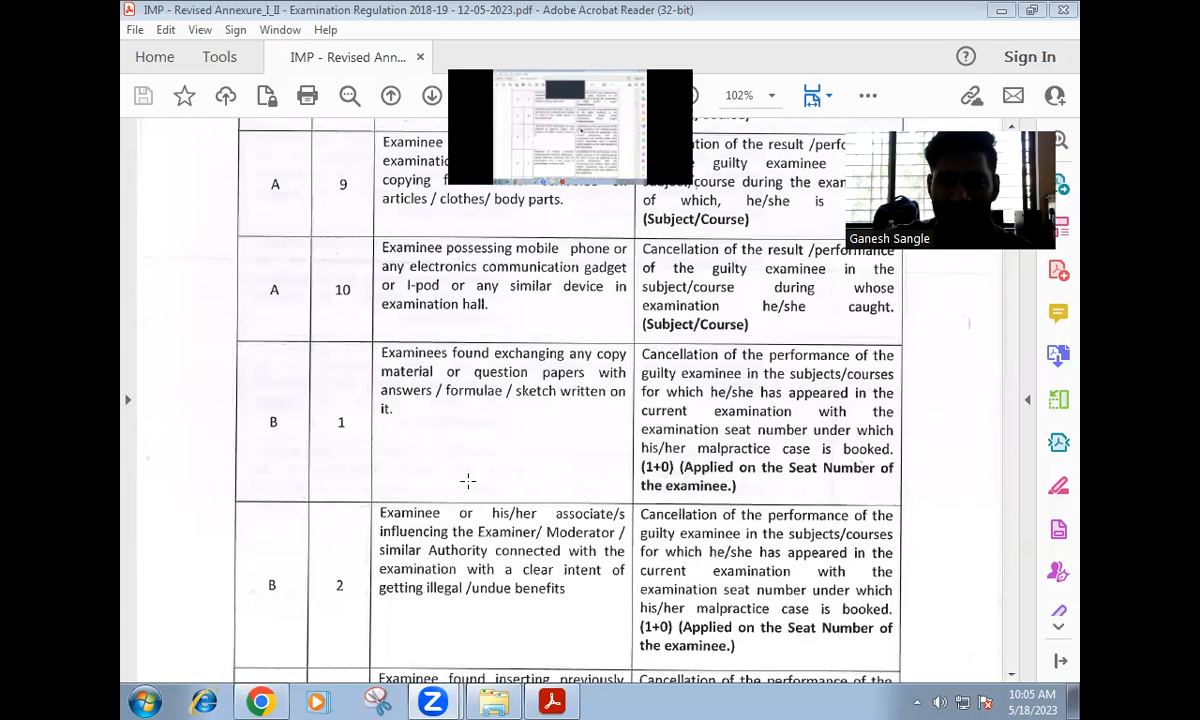 IMP - Revised Annexure_I_II - Examination Regulation 2018-19 - 12-05-2023.pdf - Adobe Acrobat Reader (32-bit)
File Edit View Sign Window Help
Home Tools IMP - Revised Ann... × Sign In
102%
A 9
Examinee
examinatio
copying f
articles / clothes/ body parts.
ation of the result /perfo
guilty examinee
subject/course during the exam
of which, he/she is
(Subject/Course)
Ganesh Sangle
A 10
Examinee possessing mobile phone or
any electronics communication gadget
or I-pod or any similar device in
examination hall.
Cancellation of the result /performance
of the guilty examinee in the
subject/course during whose
examination he/she caught.
(Subject/Course)
B 1
Examinees found exchanging any copy
material or question papers with
answers / formulae / sketch written on
it.
Cancellation of the performance of the
guilty examinee in the subjects/courses
for which he/she has appeared in the
current examination with the
examination seat number under which
his/her malpractice case is booked.
(1+0) (Applied on the Seat Number of
the examinee.)
B 2
Examinee or his/her associate/s
influencing the Examiner/ Moderator /
similar Authority connected with the
examination with a clear intent of
getting illegal /undue benefits
Cancellation of the performance of the
guilty examinee in the subjects/courses
for which he/she has appeared in the
current examination with the
examination seat number under which
his/her malpractice case is booked.
(1+0) (Applied on the Seat Number of
the examinee.)
Examinee found inserting previously
Cancellation of the performance of the
10:05 AM
5/18/2023